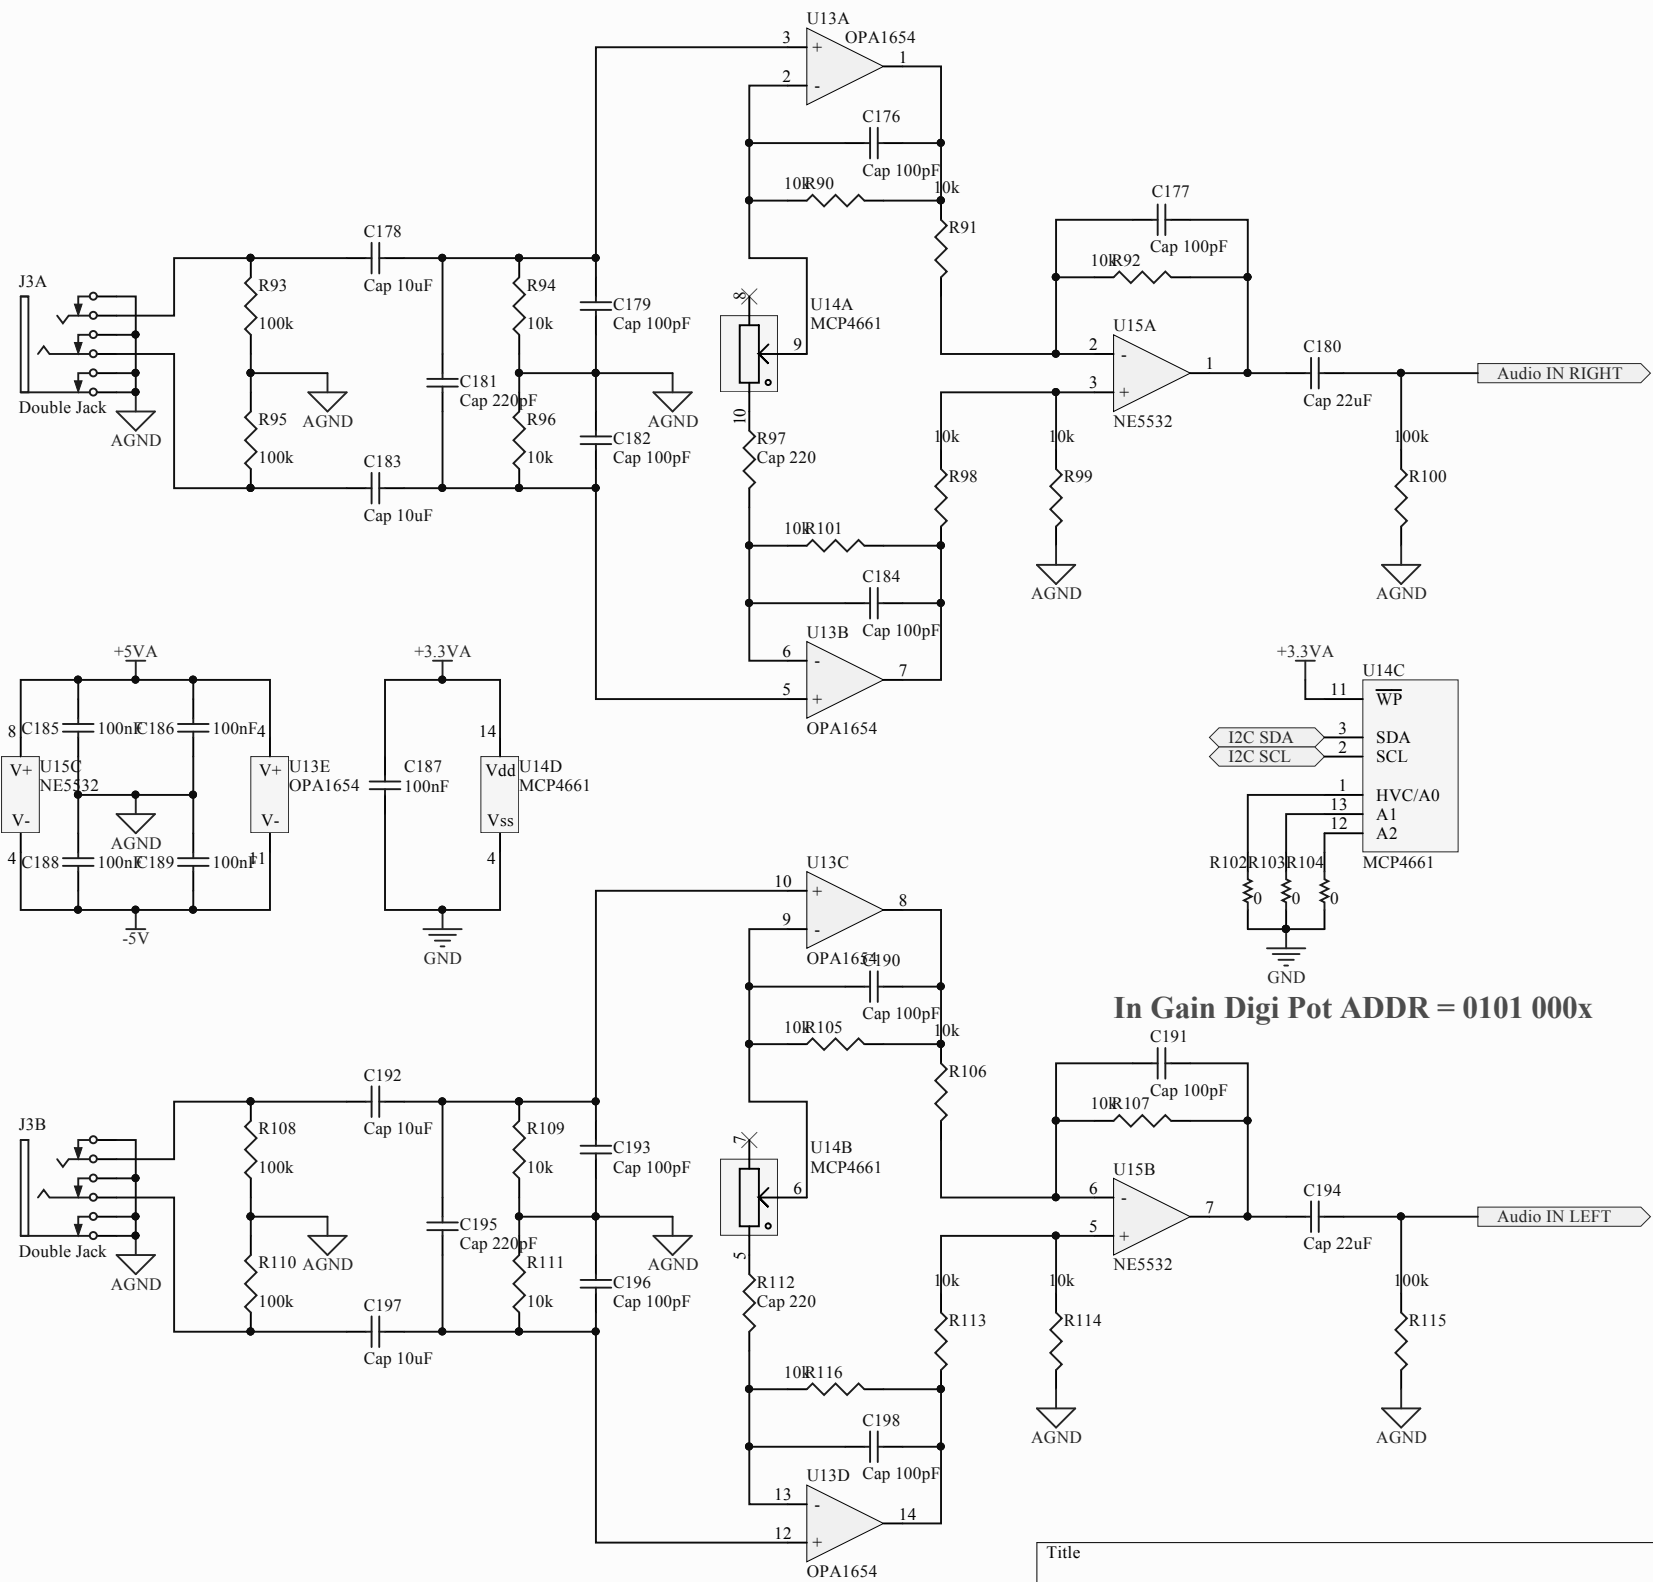 U13A
OPA1654
3
+
1
2
-
C176
Cap 100pF
10k
R90
10k
R91
C177
Cap 100pF
10k
R92
C178
Cap 10uF
J3A
Double Jack
AGND
R93
100k
AGND
R95
100k
C183
Cap 10uF
C181
Cap 220pF
R94
10k
R96
10k
C179
Cap 100pF
AGND
C182
Cap 100pF
8
U14A
MCP4661
9
10
R97
Cap 220
10k
R101
C184
Cap 100pF
U13B
6
-
7
5
+
OPA1654
U15A
2
-
1
3
+
NE5532
10k
R98
10k
R99
AGND
C180
Cap 22uF
Audio IN RIGHT
100k
R100
AGND
+5VA
8
C185
100nF
C186
100nF
4
V+
U15C
NE5532
V-
V+
U13E
OPA1654
V-
AGND
4
C188
100nF
C189
100nF
11
-5V
+3.3VA
14
C187
100nF
Vdd
U14D
MCP4661
Vss
4
GND
+3.3VA
U14C
11
WP
I2C SDA
3
SDA
I2C SCL
2
SCL
1
HVC/A0
13
A1
12
A2
MCP4661
R102
R103
R104
0
0
0
GND
In Gain Digi Pot ADDR = 0101 000x
U13C
10
+
8
9
-
OPA1654
C190
Cap 100pF
10k
R105
10k
R106
C191
Cap 100pF
10k
R107
C192
Cap 10uF
J3B
Double Jack
AGND
R108
100k
AGND
R110
100k
C197
Cap 10uF
C195
Cap 220pF
R109
10k
R111
10k
C193
Cap 100pF
AGND
C196
Cap 100pF
7
U14B
MCP4661
6
5
R112
Cap 220
10k
R116
C198
Cap 100pF
U13D
13
-
14
12
+
OPA1654
U15B
6
-
7
5
+
NE5532
10k
R113
10k
R114
AGND
C194
Cap 22uF
Audio IN LEFT
100k
R115
AGND
Title